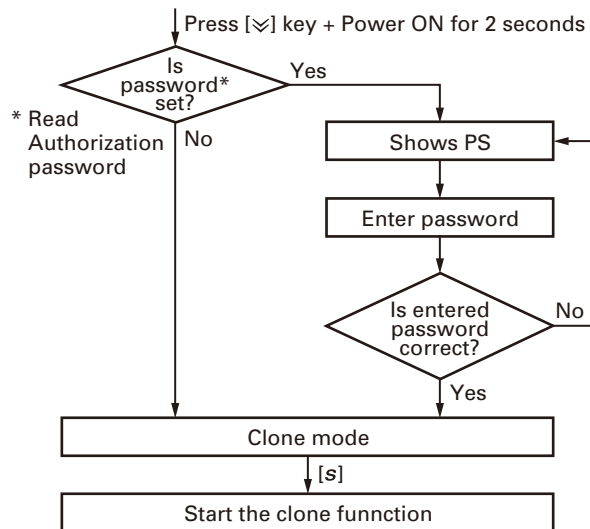 Press [≫] key + Power ON for 2 seconds
Is
password*
set?
Yes
No
* Read
Authorization
password
Shows PS
Enter password
Is entered
password
correct?
No
Yes
Clone mode
[s]
Start the clone funnction